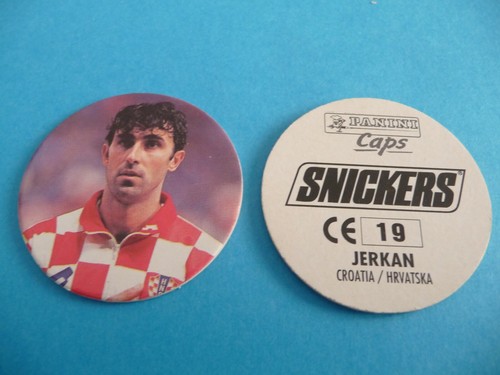 PANINI
Caps
SNICKERS®
CE 19
JERKAN
CROATIA / HRVATSKA